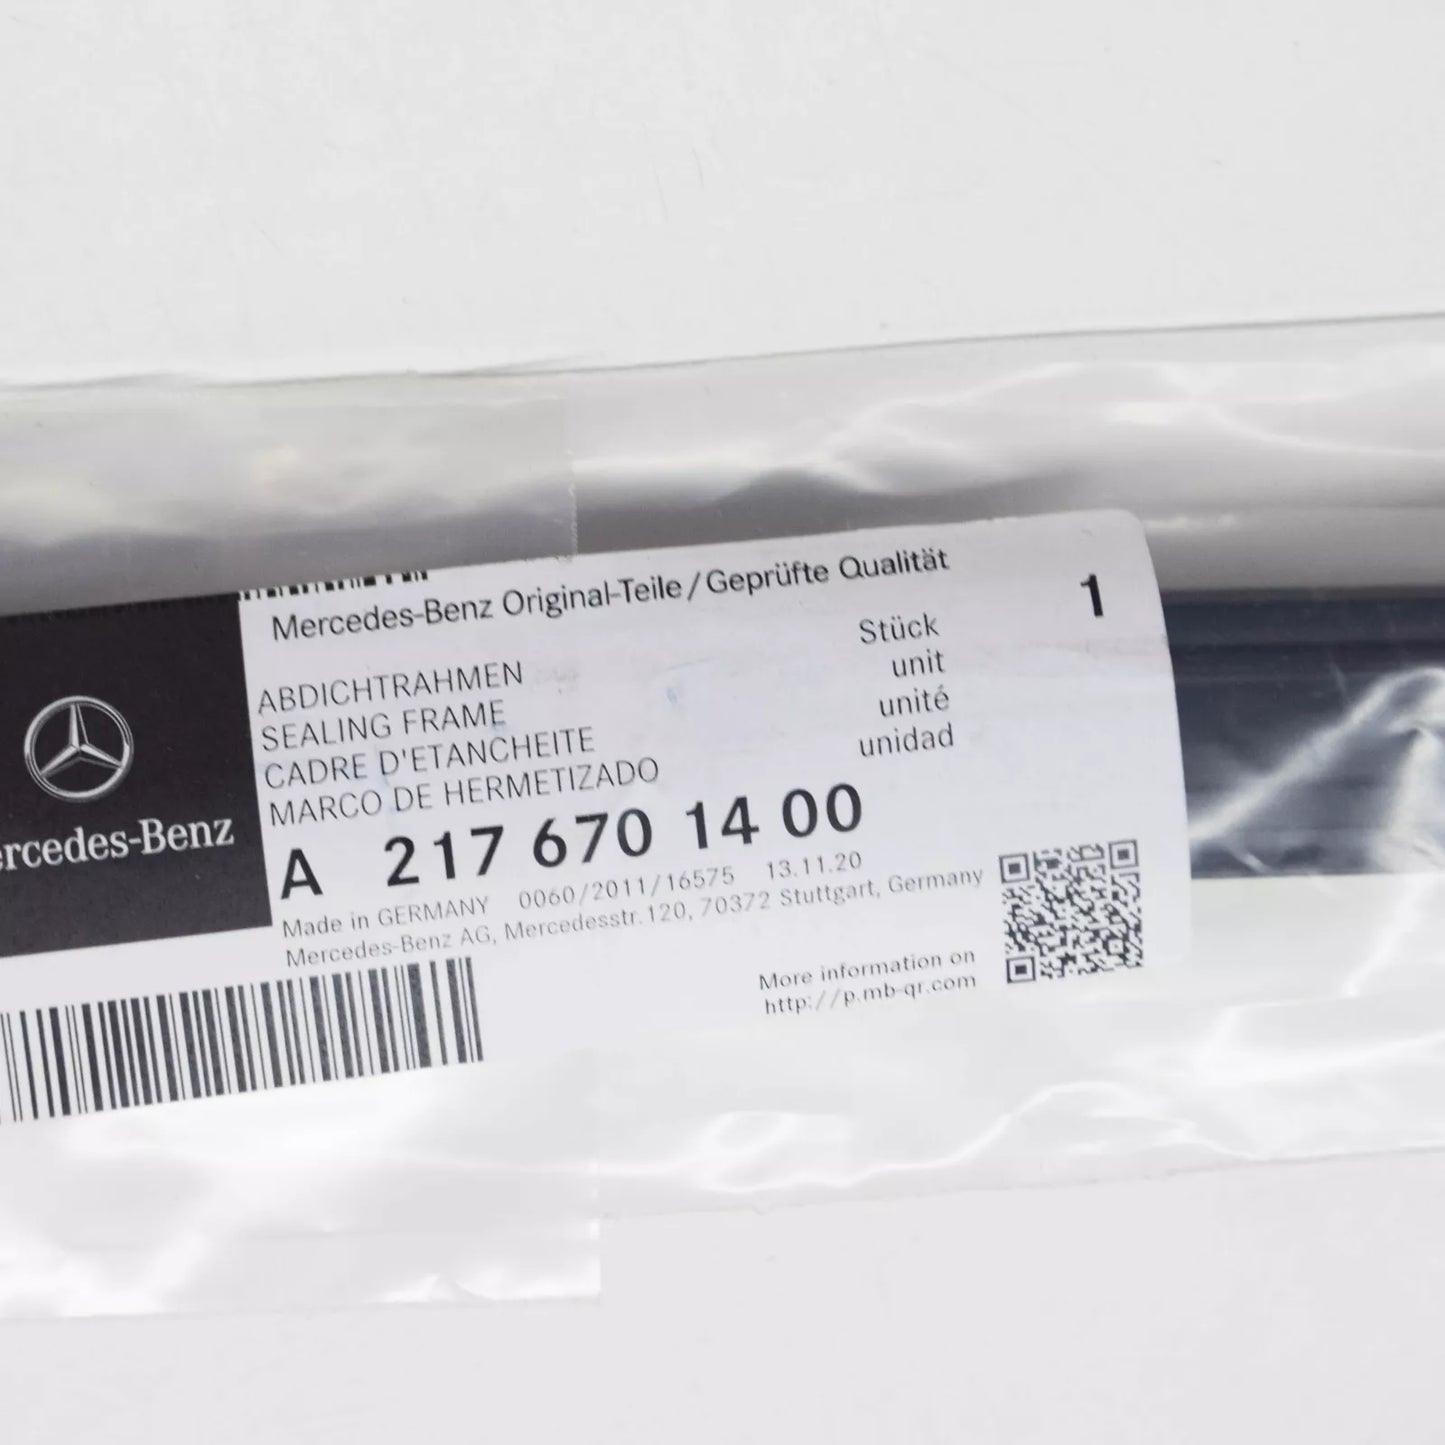 Mercedes-Benz Original-Teile / Geprüfte Qualität
1
ABDICHTRAHMEN
SEALING FRAME
CADRE D'ETANCHEITE
MARCO DE HERMETIZADO
Stück
unit
unité
unidad
A 217 670 14 00
Made in GERMANY 0060/2011/16575 13.11.20
Mercedes-Benz AG, Mercedesstr.120, 70372 Stuttgart, Germany
More information on
http://p.mb-qr.com
ercedes-Benz